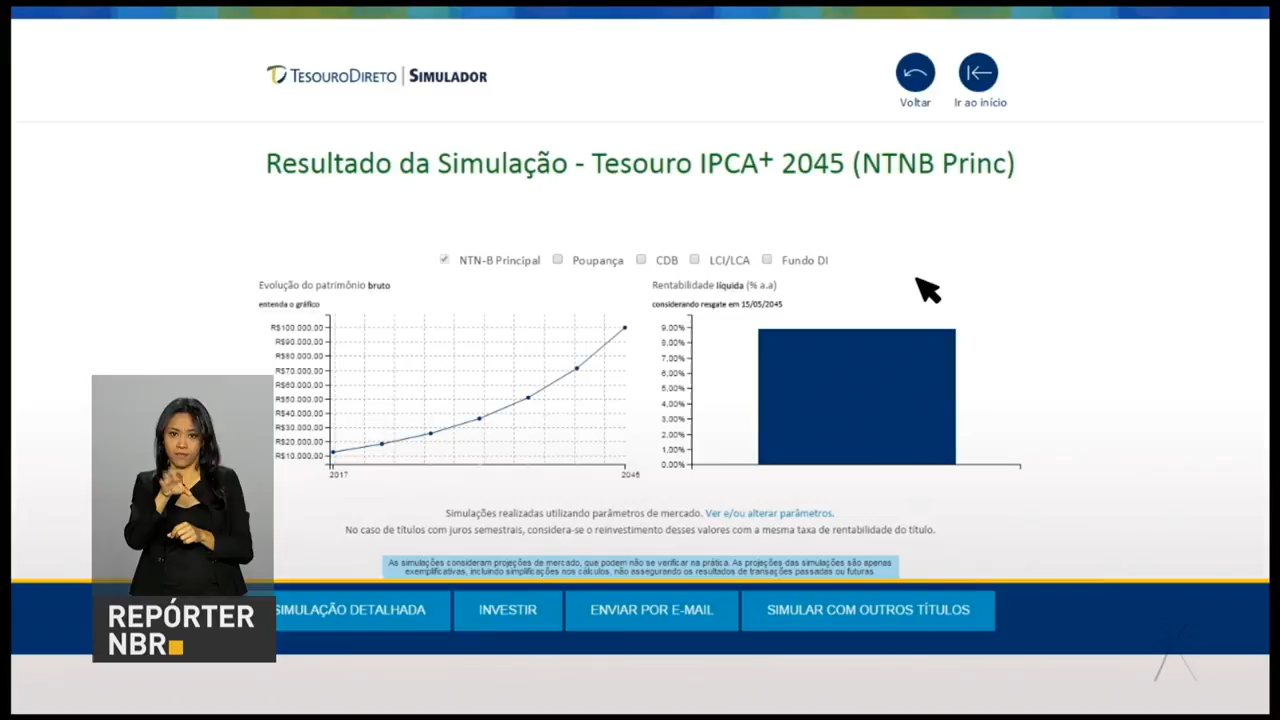 TESOURODIRETO | SIMULADOR
Voltar
Ir ao início
Resultado da Simulação - Tesouro IPCA+ 2045 (NTNB Princ)
NTN-B Principal
Poupança
CDB
LCI/LCA
Fundo DI
Evolução do patrimônio bruto
entenda o gráfico
R$100.000,00
R$90.000,00
R$80.000,00
R$70.000,00
R$60.000,00
R$50.000,00
R$40.000,00
R$30.000,00
R$20.000,00
R$10.000,00
2017
2045
Rentabilidade líquida (% a.a)
considerando resgate em 15/05/2045
9,00%
8,00%
7,00%
6,00%
5,00%
4,00%
3,00%
2,00%
1,00%
0,00%
Simulações realizadas utilizando parâmetros de mercado. Ver e/ou alterar parâmetros.
No caso de títulos com juros semestrais, considera-se o reinvestimento desses valores com a mesma taxa de rentabilidade do título.
As simulações consideram projeções de mercado, que podem não se verificar na prática. As projeções das simulações são apenas
exemplificativas, incluindo simplificações nos cálculos, não assegurando os resultados de transações passadas ou futuras.
SIMULAÇÃO DETALHADA
INVESTIR
ENVIAR POR E-MAIL
SIMULAR COM OUTROS TÍTULOS
REPÓRTER
NBR